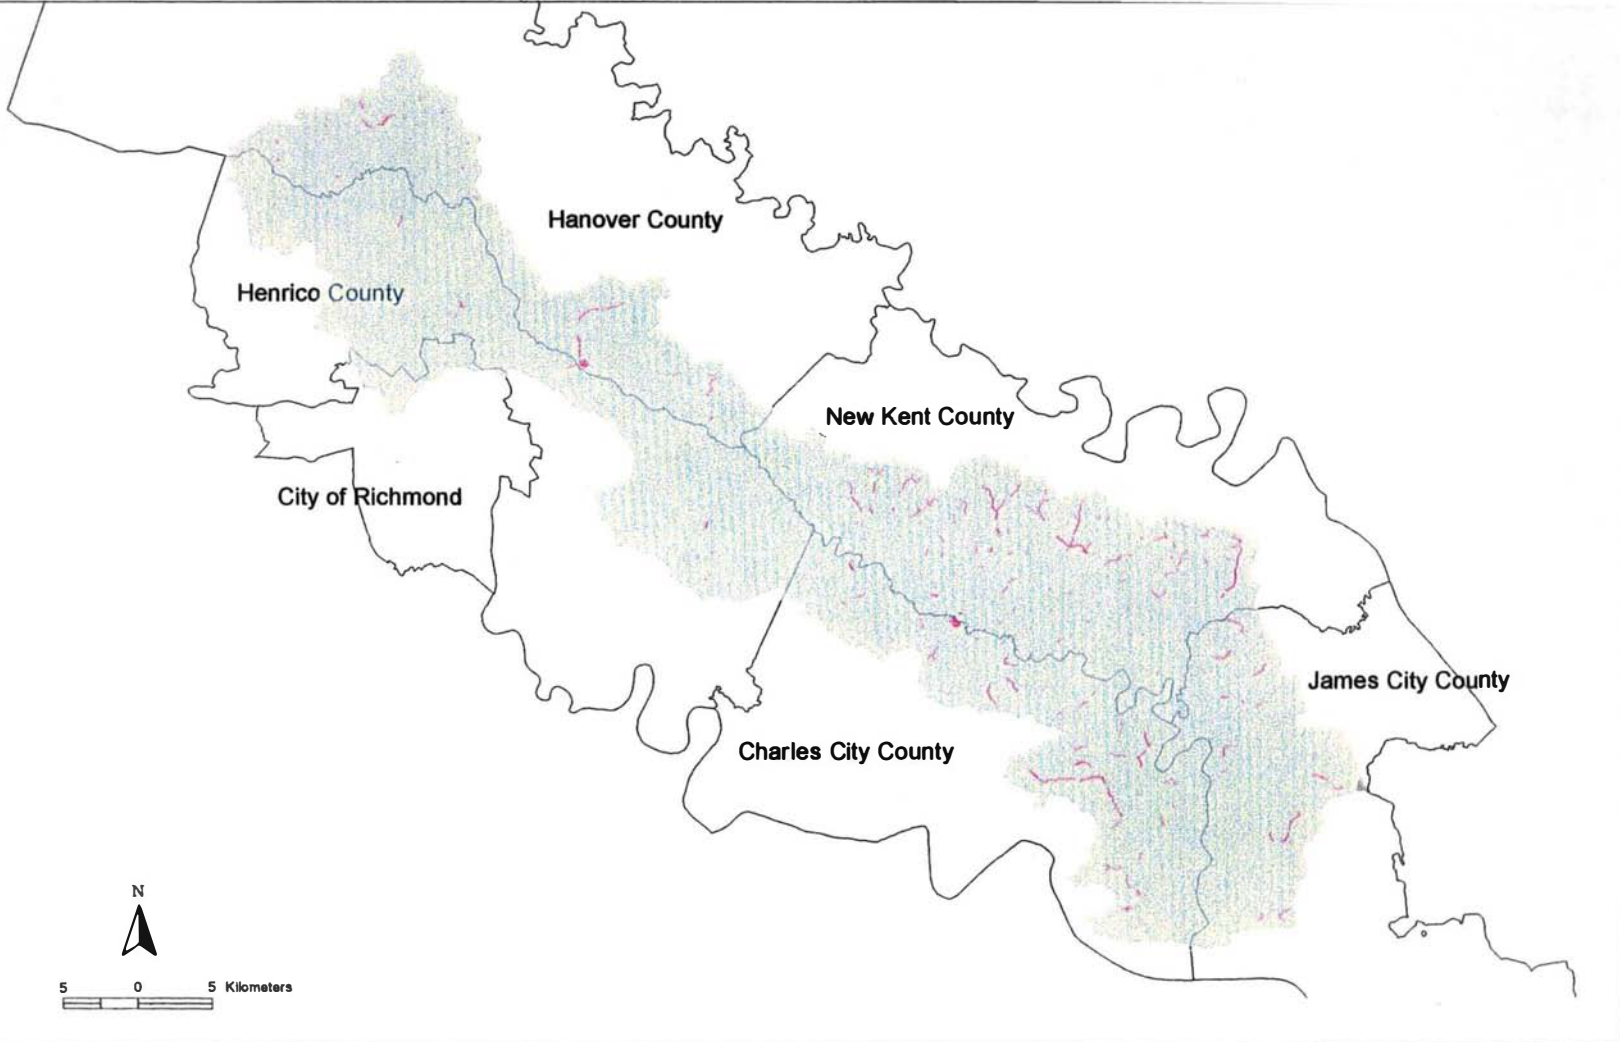 Hanover County
Henrico County
New Kent County
City of Richmond
James City County
Charles City County
N
5 0 5 Kilometers